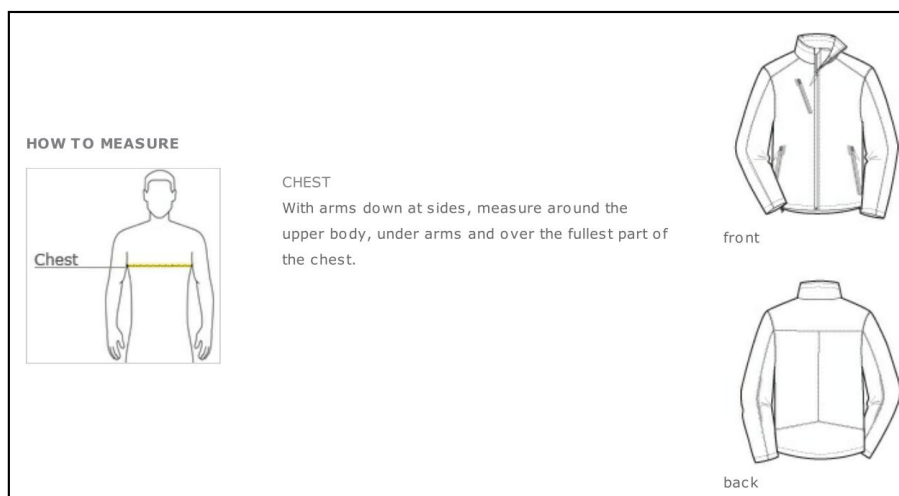 HOW TO MEASURE
Chest
CHEST
With arms down at sides, measure around the
upper body, under arms and over the fullest part of
the chest.
front
back